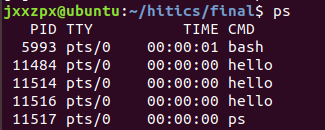 jxxzpx@ubuntu:~/hitics/final$ ps
PID TTY TIME CMD
5993 pts/0 00:00:01 bash
11484 pts/0 00:00:00 hello
11514 pts/0 00:00:00 hello
11516 pts/0 00:00:00 hello
11517 pts/0 00:00:00 ps